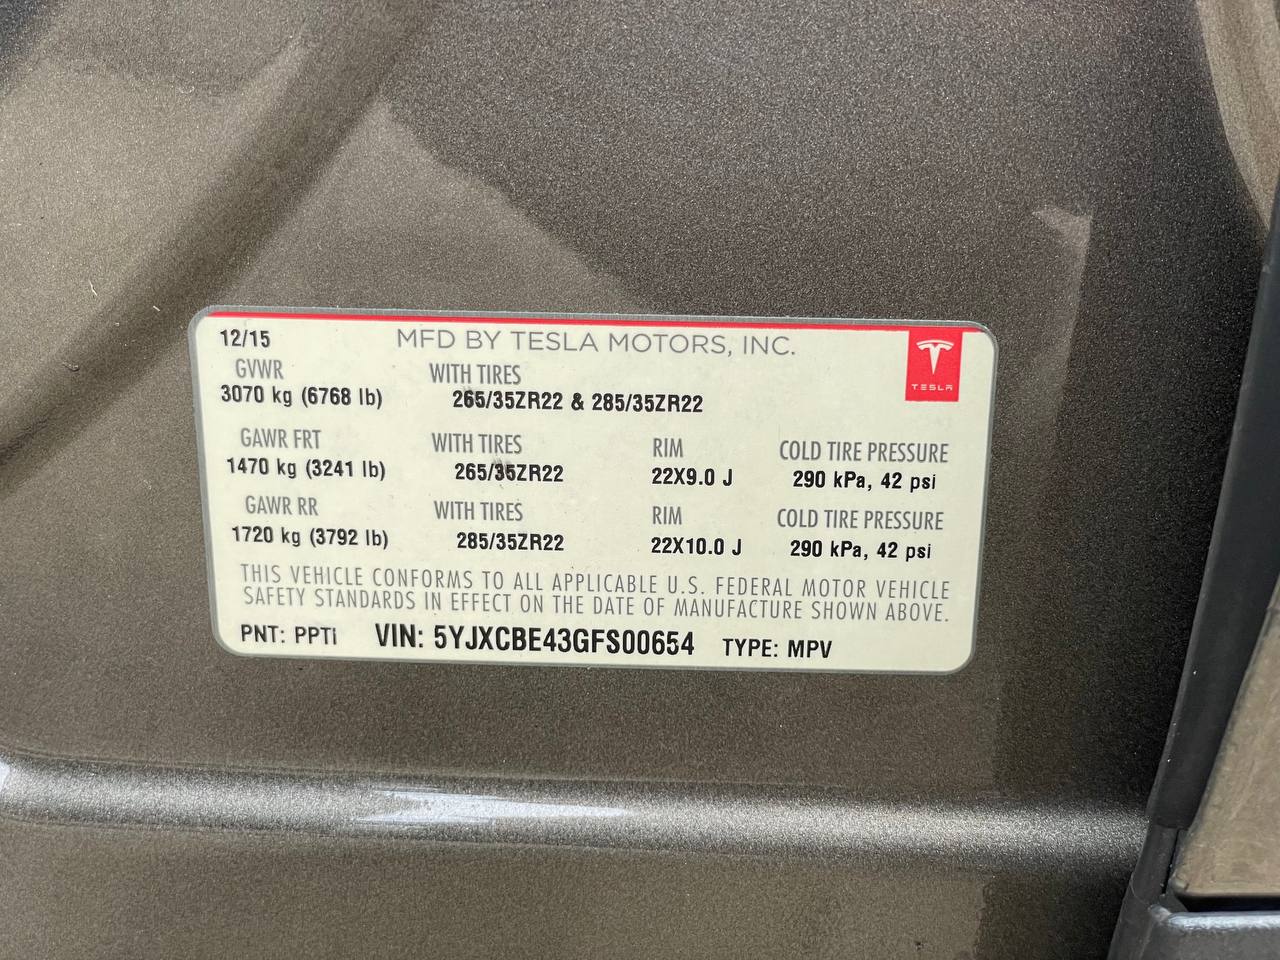 12/15 MFD BY TESLA MOTORS, INC.
TESLA
GVWR WITH TIRES
3070 kg (6768 lb) 265/35ZR22 & 285/35ZR22
GAWR FRT WITH TIRES RIM COLD TIRE PRESSURE
1470 kg (3241 lb) 265/35ZR22 22X9.0 J 290 kPa, 42 psi
GAWR RR WITH TIRES RIM COLD TIRE PRESSURE
1720 kg (3792 lb) 285/35ZR22 22X10.0 J 290 kPa, 42 psi
THIS VEHICLE CONFORMS TO ALL APPLICABLE U.S. FEDERAL MOTOR VEHICLE
SAFETY STANDARDS IN EFFECT ON THE DATE OF MANUFACTURE SHOWN ABOVE.
PNT: PPTi VIN: 5YJXCBE43GFS00654 TYPE: MPV